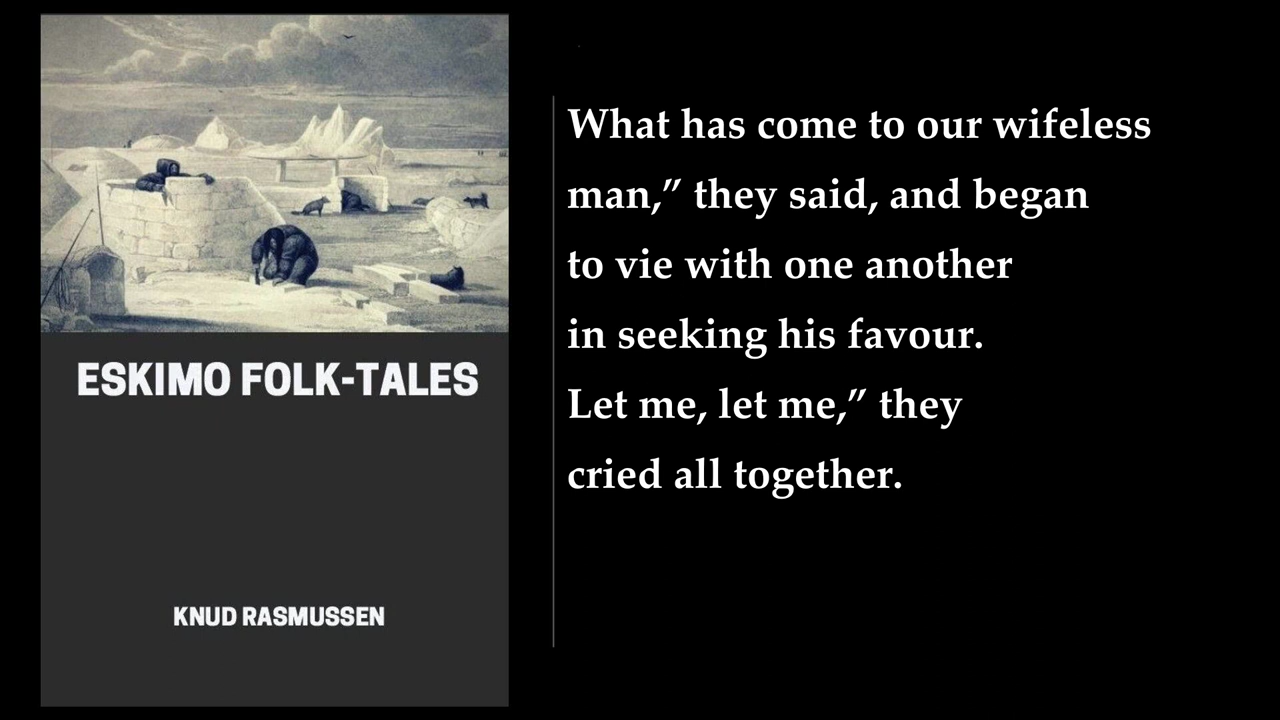 ESKIMO FOLK-TALES
KNUD RASMUSSEN
What has come to our wifeless
man,” they said, and began
to vie with one another
in seeking his favour.
Let me, let me,” they
cried all together.